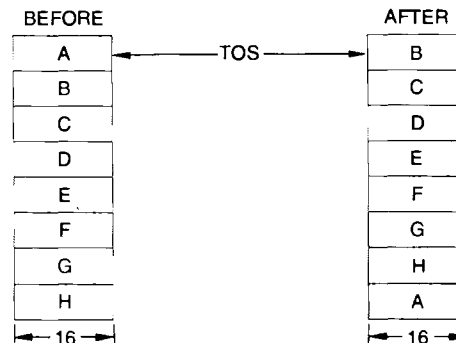 BEFORE AFTER
A TOS B
B C
C D
D E
E F
F G
G H
H A
16 16